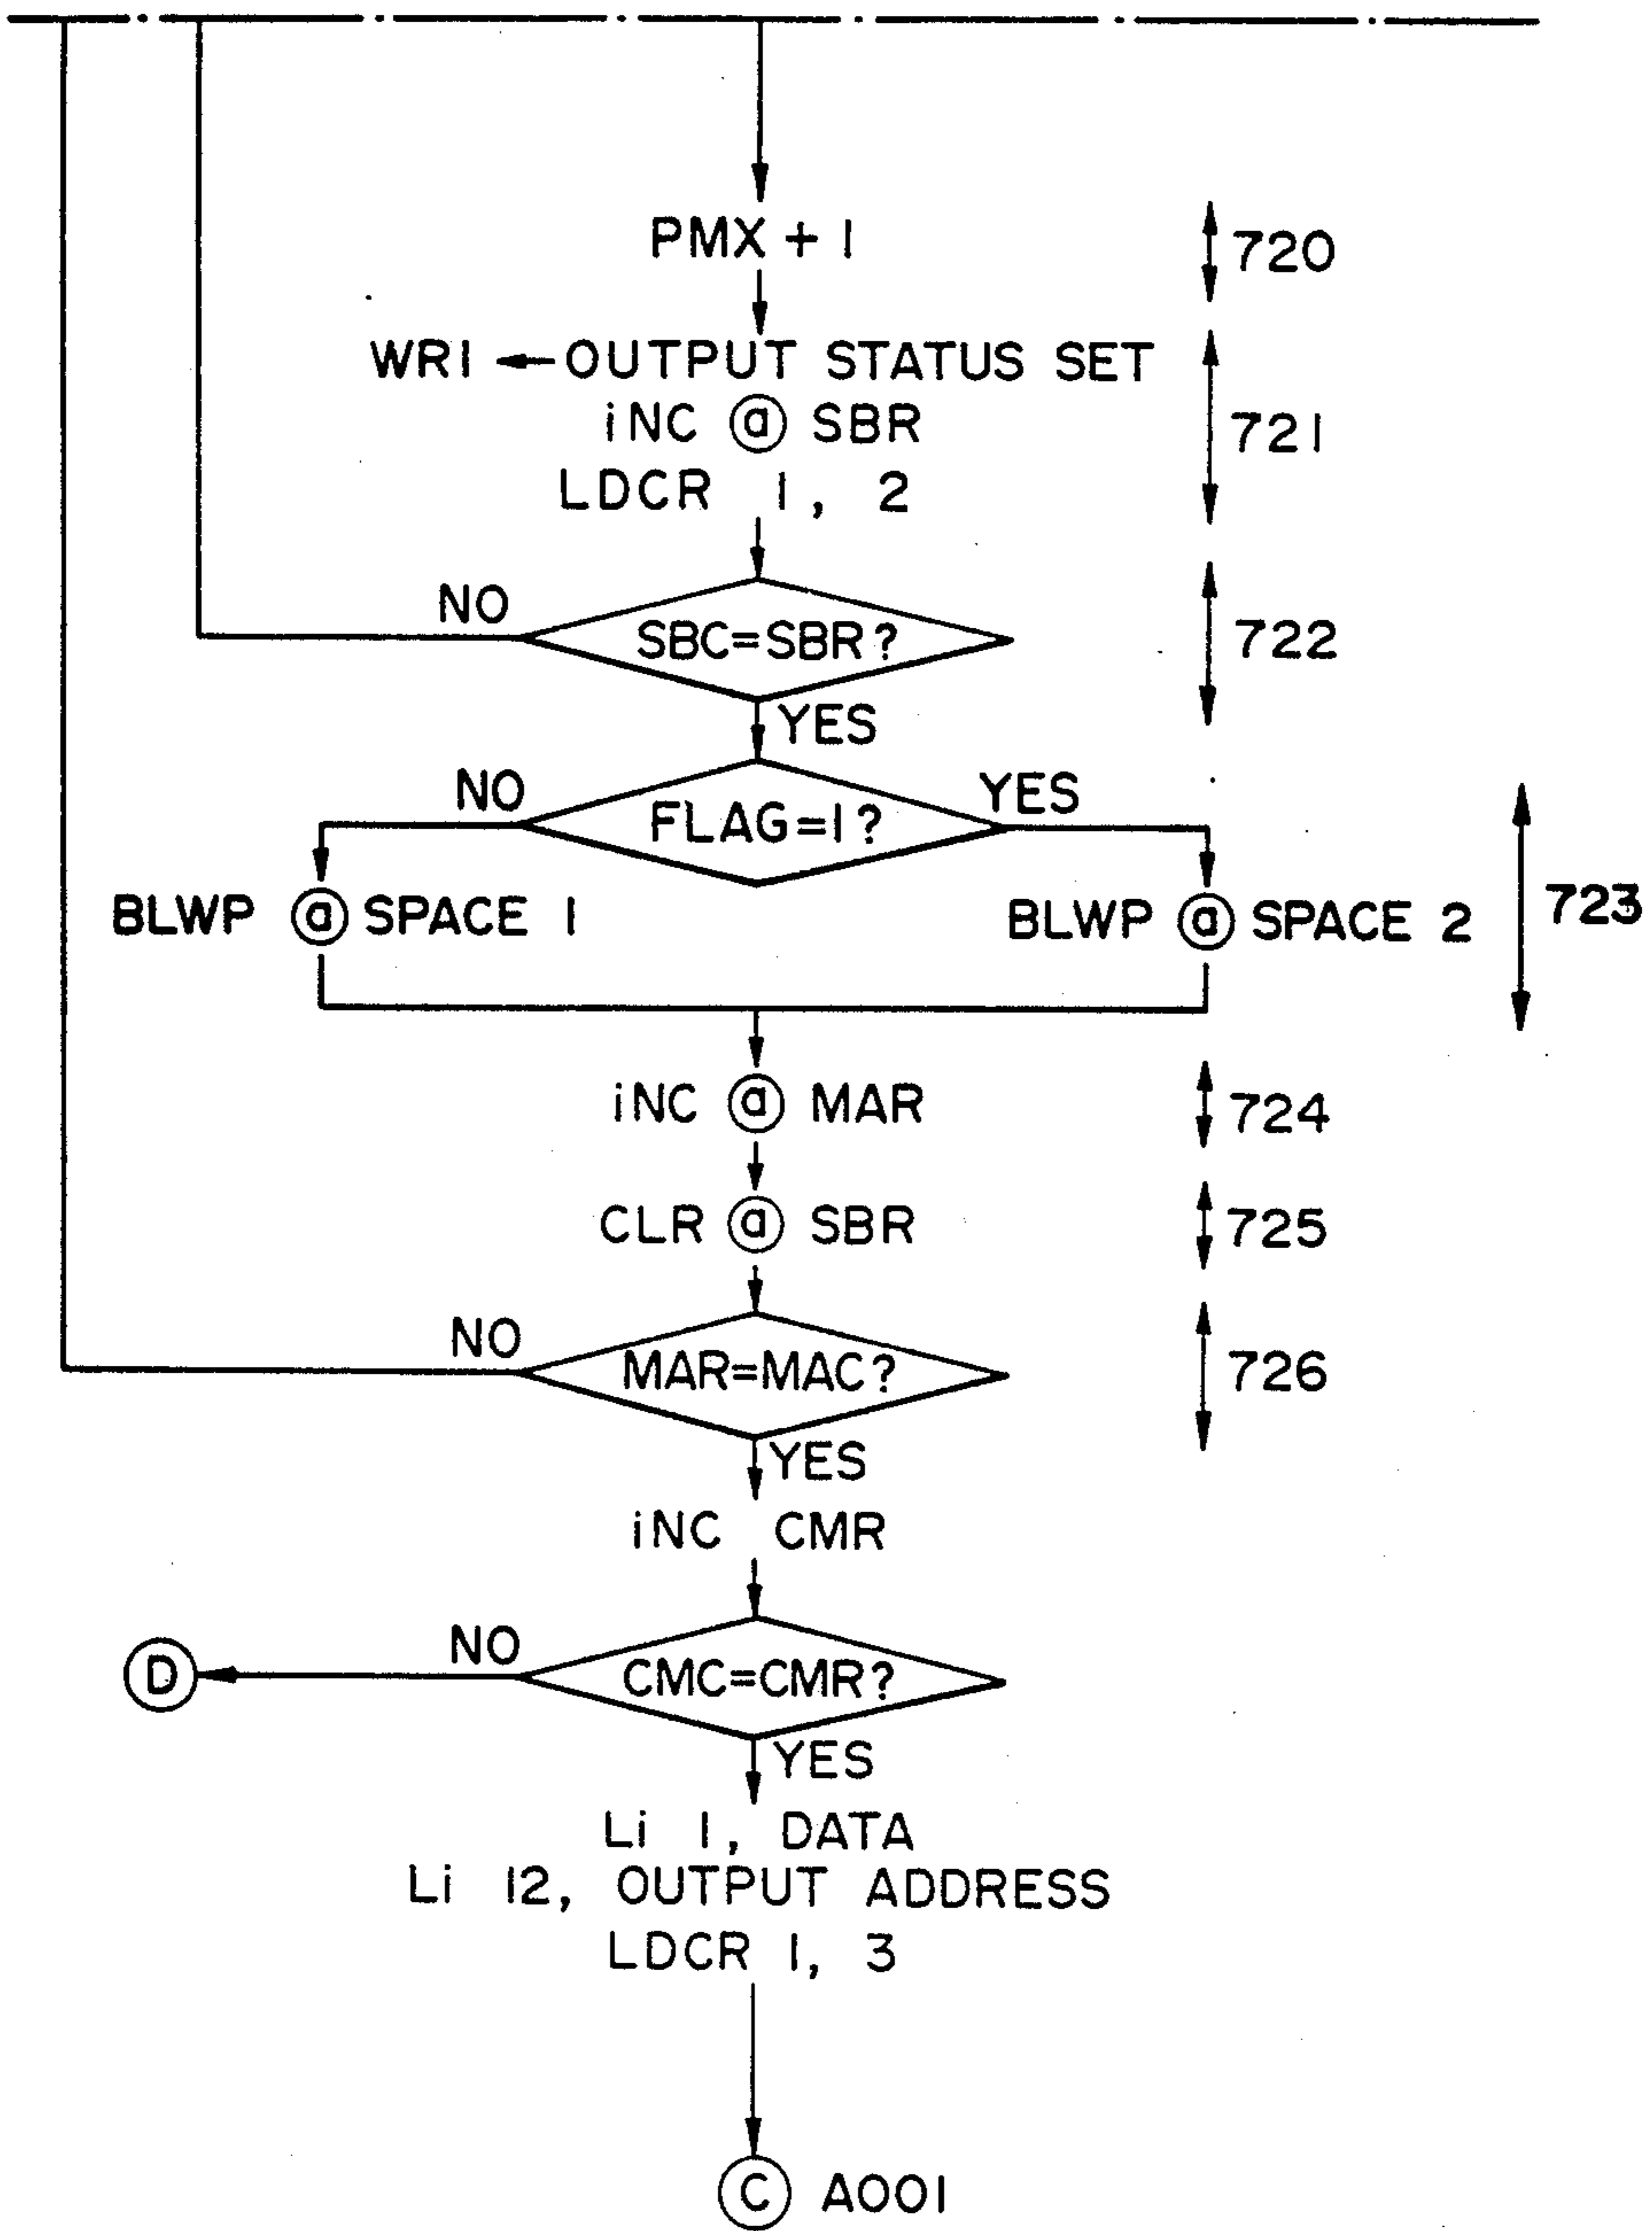 PMX + 1
720
WR1 ← OUTPUT STATUS SET
iNC ⓐ SBR
721
LDCR 1, 2
NO
SBC=SBR?
722
YES
NO
YES
FLAG=1?
BLWP ⓐ SPACE 1
BLWP ⓐ SPACE 2
723
iNC ⓐ MAR
724
CLR ⓐ SBR
725
NO
MAR=MAC?
726
YES
iNC CMR
NO
D
CMC=CMR?
YES
Li 1, DATA
Li 12, OUTPUT ADDRESS
LDCR 1, 3
C A001